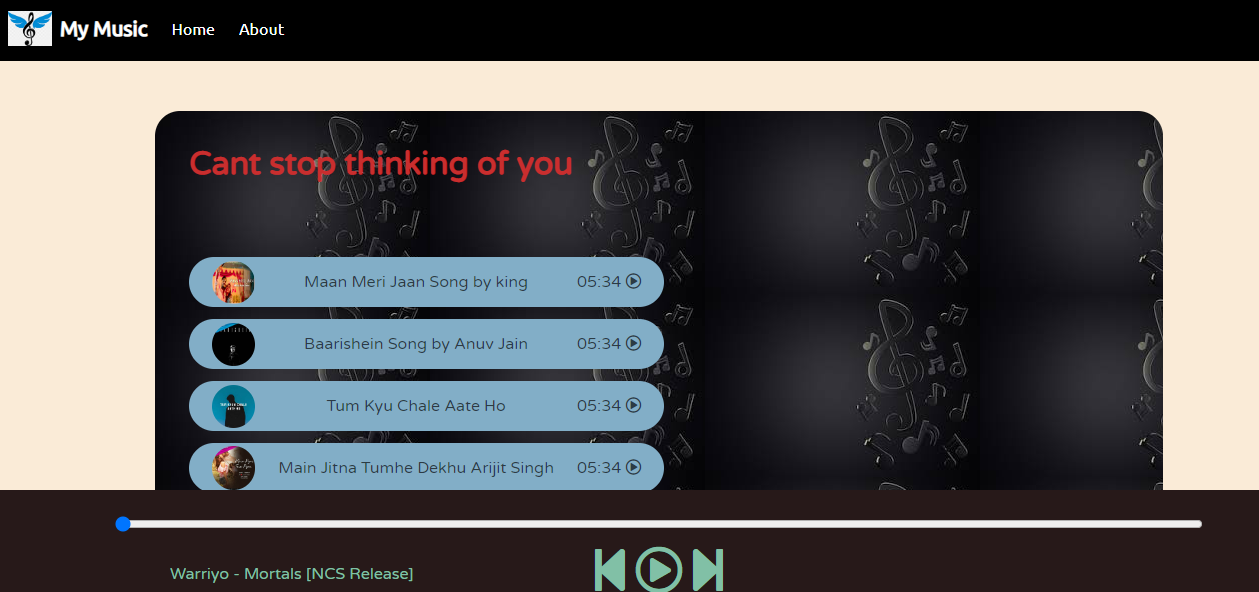 My Music Home About
Cant stop thinking of you
Maan Meri Jaan Song by king 05:34
Baarishein Song by Anuv Jain 05:34
Tum Kyu Chale Aate Ho 05:34
Main Jitna Tumhe Dekhu Arijit Singh 05:34
Warriyo - Mortals [NCS Release]